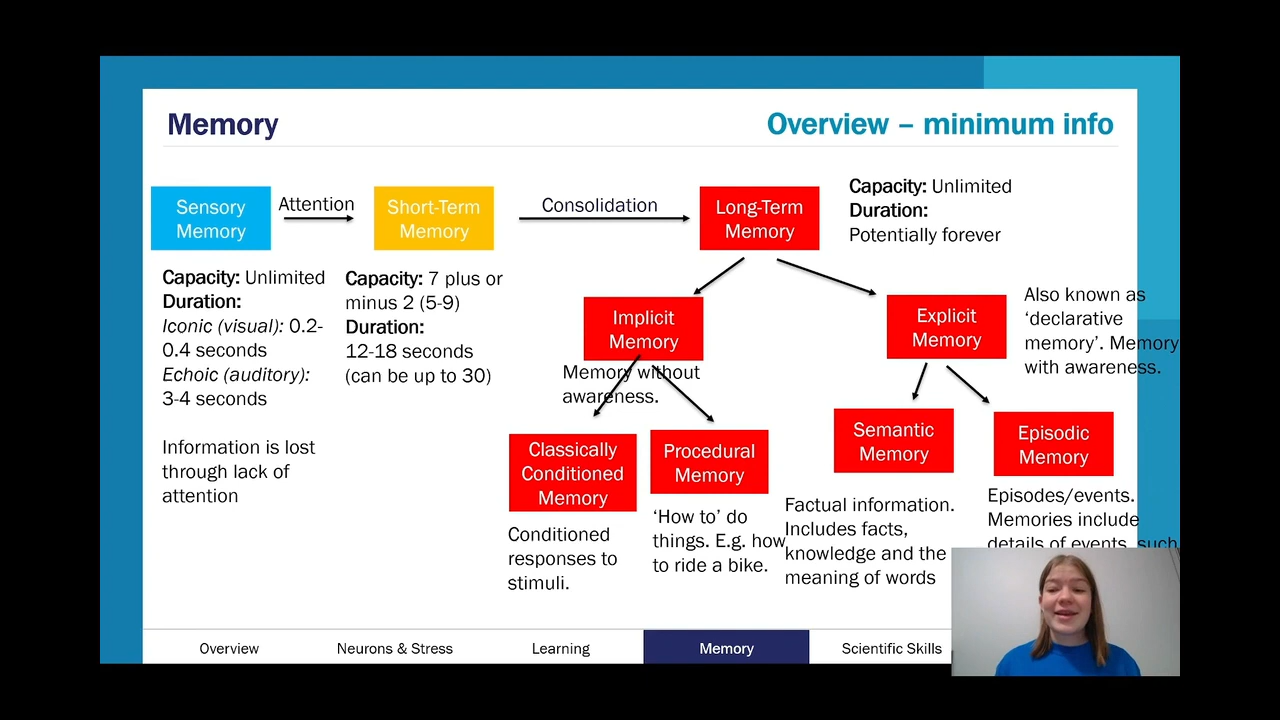 Memory
Overview – minimum info
Sensory
Memory
Attention
Short-Term
Memory
Consolidation
Long-Term
Memory
Capacity: Unlimited
Duration:
Potentially forever
Capacity: Unlimited
Duration:
Iconic (visual): 0.2-
0.4 seconds
Echoic (auditory):
3-4 seconds
Information is lost
through lack of
attention
Capacity: 7 plus or
minus 2 (5-9)
Duration:
12-18 seconds
(can be up to 30)
Implicit
Memory
Memory without
awareness.
Explicit
Memory
Also known as
‘declarative
memory’. Memory
with awareness.
Classically
Conditioned
Memory
Conditioned
responses to
stimuli.
Procedural
Memory
‘How to’ do
things. E.g. how
to ride a bike.
Semantic
Memory
Factual information.
Includes facts,
knowledge and the
meaning of words
Episodic
Memory
Episodes/events.
Memories include
details of events, such
Overview
Neurons & Stress
Learning
Memory
Scientific Skills